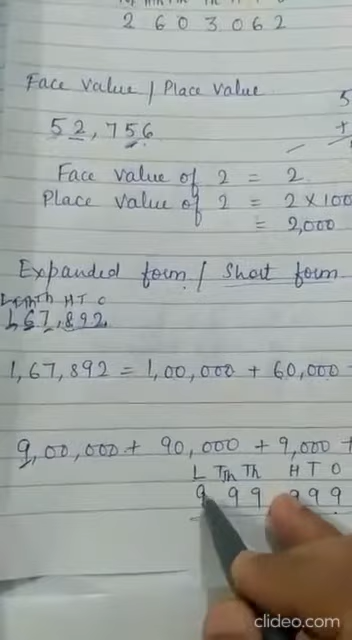 2 6 0 3 0 6 2
Face value / Place value
5
52,756
+
Face value of 2 = 2
Place value of 2 = 2 × 100
= 2,000
Expanded form / Short form
L TTh Th H T O
1,67,892
1,67,892 = 1,00,000 + 60,000
9,00,000 + 90,000 + 9,000 +
L TTh Th H T O
9 9 9 9 9 9
clideo.com